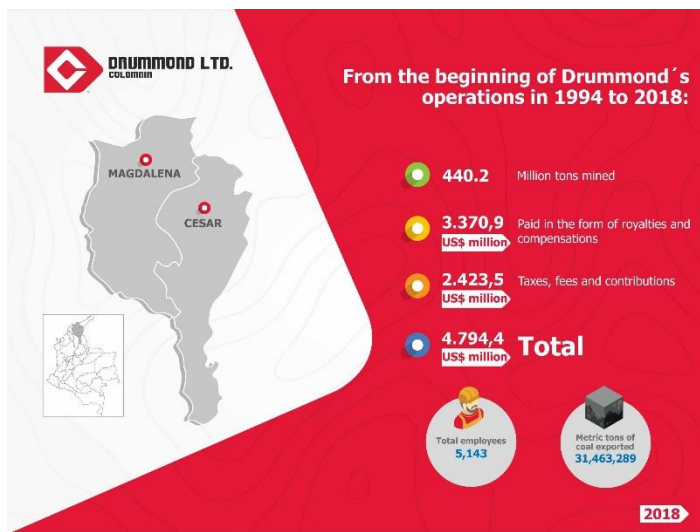 DRUMMOND LTD.
COLOMBIA
From the beginning of Drummond´s
operations in 1994 to 2018:
MAGDALENA
CESAR
440.2 Million tons mined
3.370,9 Paid in the form of royalties and
US$ million compensations
2.423,5 Taxes, fees and contributions
US$ million
4.794,4 Total
US$ million
Total employees
5,143
Metric tons of
coal exported
31,463,289
2018